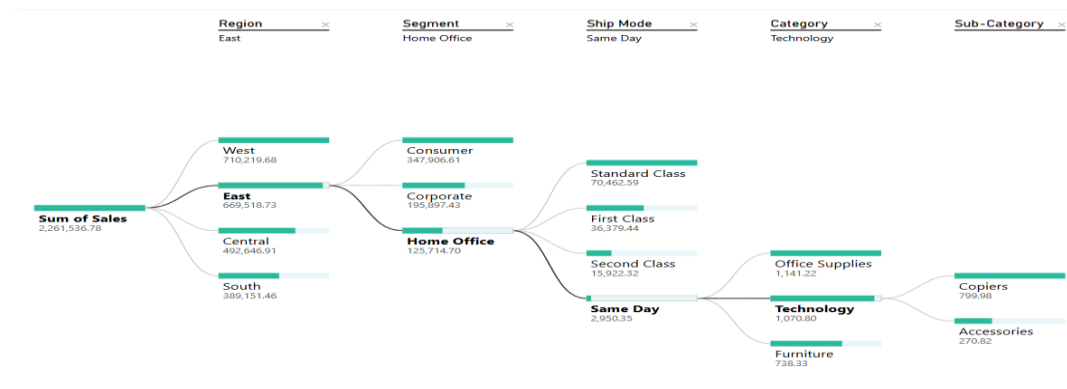 Region ×
East
Segment ×
Home Office
Ship Mode ×
Same Day
Category ×
Technology
Sub-Category ×
Sum of Sales
2,261,536.78
West
710,219.68
East
669,518.73
Central
492,646.91
South
389,151.46
Consumer
347,906.61
Corporate
195,897.43
Home Office
125,714.70
Standard Class
70,462.59
First Class
36,379.44
Second Class
15,922.32
Same Day
2,950.35
Office Supplies
1,141.22
Technology
1,070.80
Furniture
738.33
Copiers
799.98
Accessories
270.82